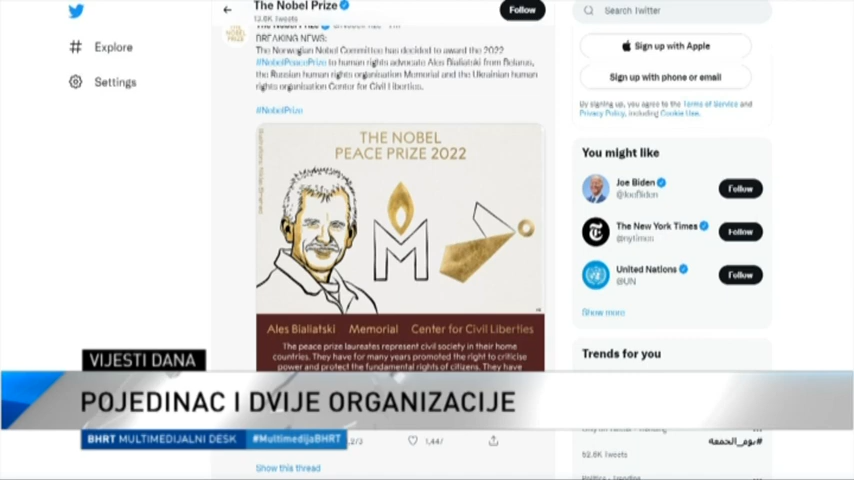 The Nobel Prize
13.6K Tweets
Follow
Search Twitter
Explore
Settings
BREAKING NEWS:
The Norwegian Nobel Committee has decided to award the 2022
#NobelPeacePrize to human rights advocate Ales Bialiatski from Belarus,
the Russian human rights organisation Memorial and the Ukrainian human
rights organisation Center for Civil Liberties.
#NobelPrize
THE NOBEL
PEACE PRIZE 2022
Ales Bialiatski Memorial Center for Civil Liberties
The peace prize laureates represent civil society in their home
countries. They have for many years promoted the right to criticise
power and protect the fundamental rights of citizens. They have
Show this thread
Sign up with Apple
Sign up with phone or email
By signing up, you agree to the Terms of Service and
Privacy Policy, including Cookie Use.
You might like
Joe Biden
@JoeBiden
Follow
The New York Times
@nytimes
Follow
United Nations
@UN
Follow
Show more
Trends for you
#يوم_الجمعه
52.6K Tweets
VIJESTI DANA
POJEDINAC I DVIJE ORGANIZACIJE
BHRT MULTIMEDIJALNI DESK #MultimedijaBHRT